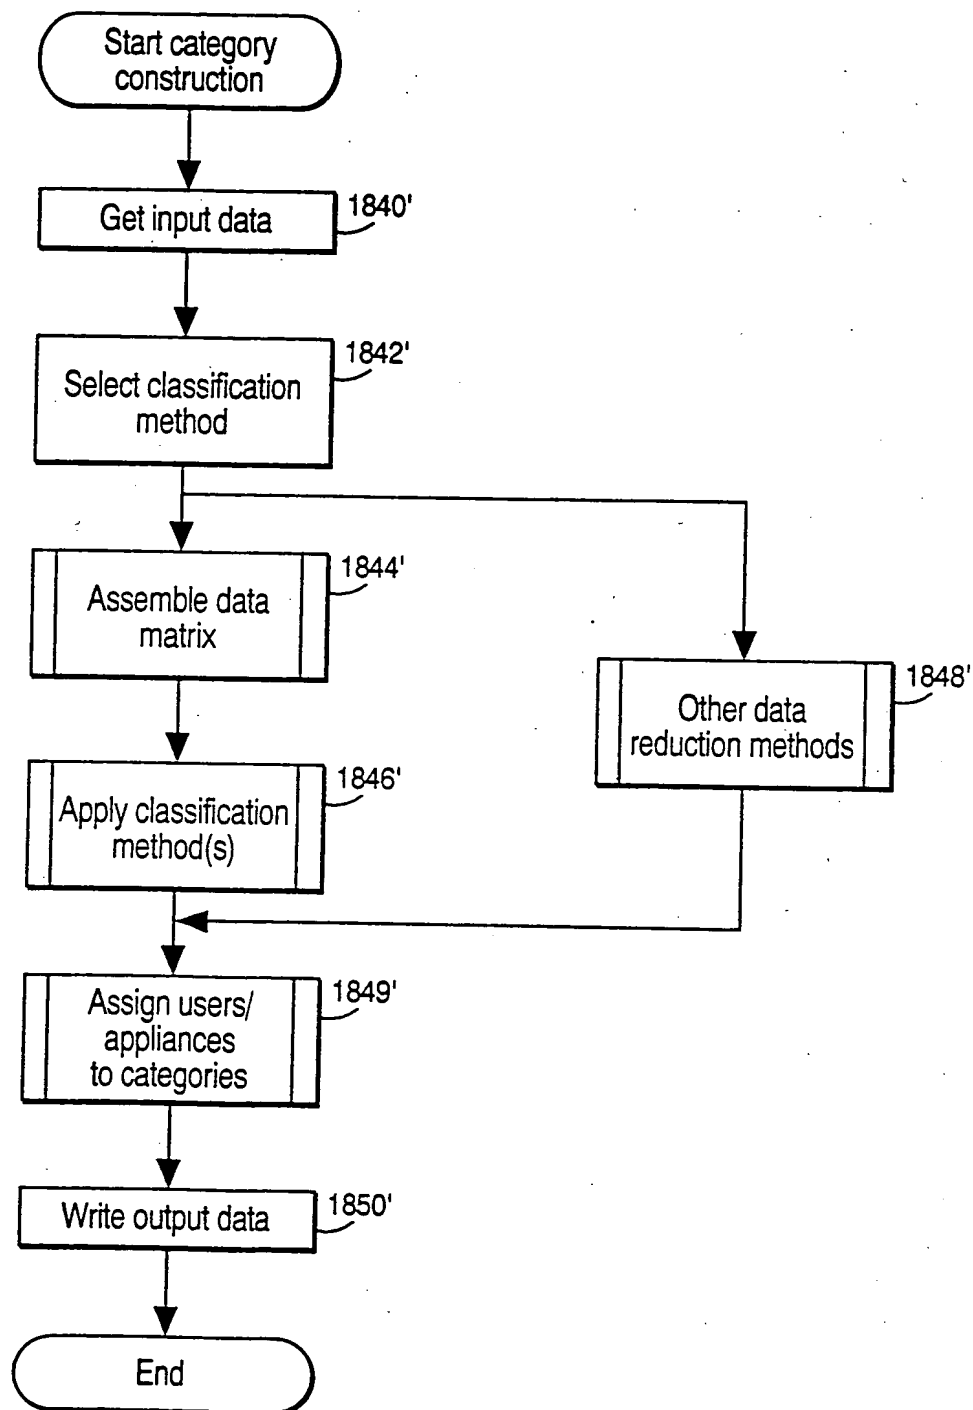 Start category
construction
Get input data
1840'
Select classification
method
1842'
Assemble data
matrix
1844'
Other data
reduction methods
1848'
Apply classification
method(s)
1846'
Assign users/
appliances
to categories
1849'
Write output data
1850'
End